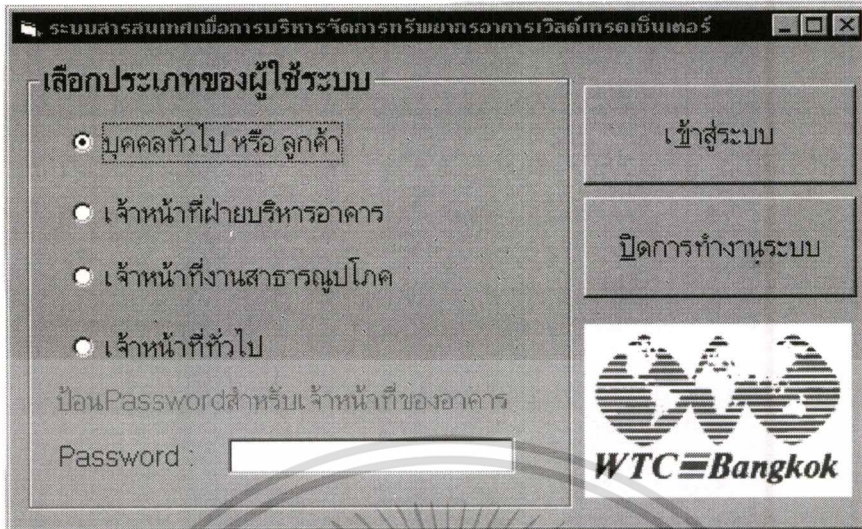 ระบบสารสนเทศเพื่อการบริหารจัดการทรัพยากรอาคารเวิลด์เทรดเซ็นเตอร์
เลือกประเภทของผู้ใช้ระบบ
บุคคลทั่วไป หรือ ลูกค้า
เจ้าหน้าที่ฝ่ายบริหารอาคาร
เจ้าหน้าที่งานสาธารณูปโภค
เจ้าหน้าที่ทั่วไป
ป้อนPasswordสำหรับเจ้าหน้าที่ของอาคาร
Password :
เข้าสู่ระบบ
ปิดการทำงานระบบ
WTC Bangkok